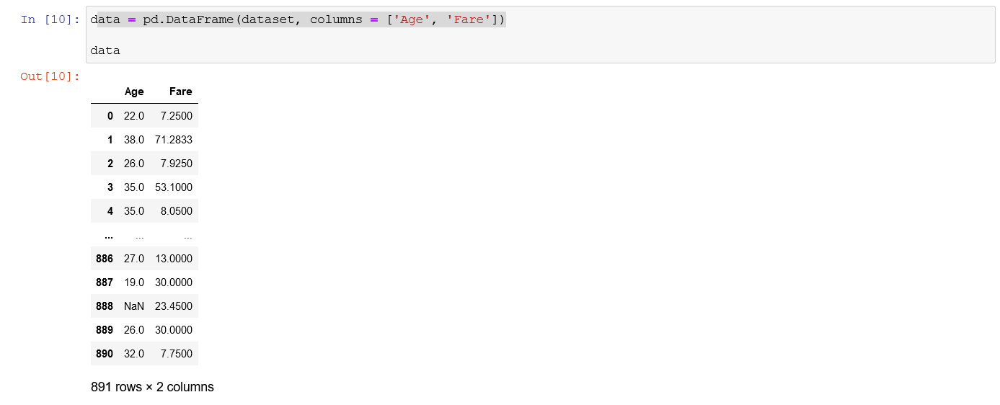 In [10]: data = pd.DataFrame(dataset, columns = ['Age', 'Fare'])
data
Out[10]:
Age Fare
0 22.0 7.2500
1 38.0 71.2833
2 26.0 7.9250
3 35.0 53.1000
4 35.0 8.0500
... ... ...
886 27.0 13.0000
887 19.0 30.0000
888 NaN 23.4500
889 26.0 30.0000
890 32.0 7.7500
891 rows × 2 columns